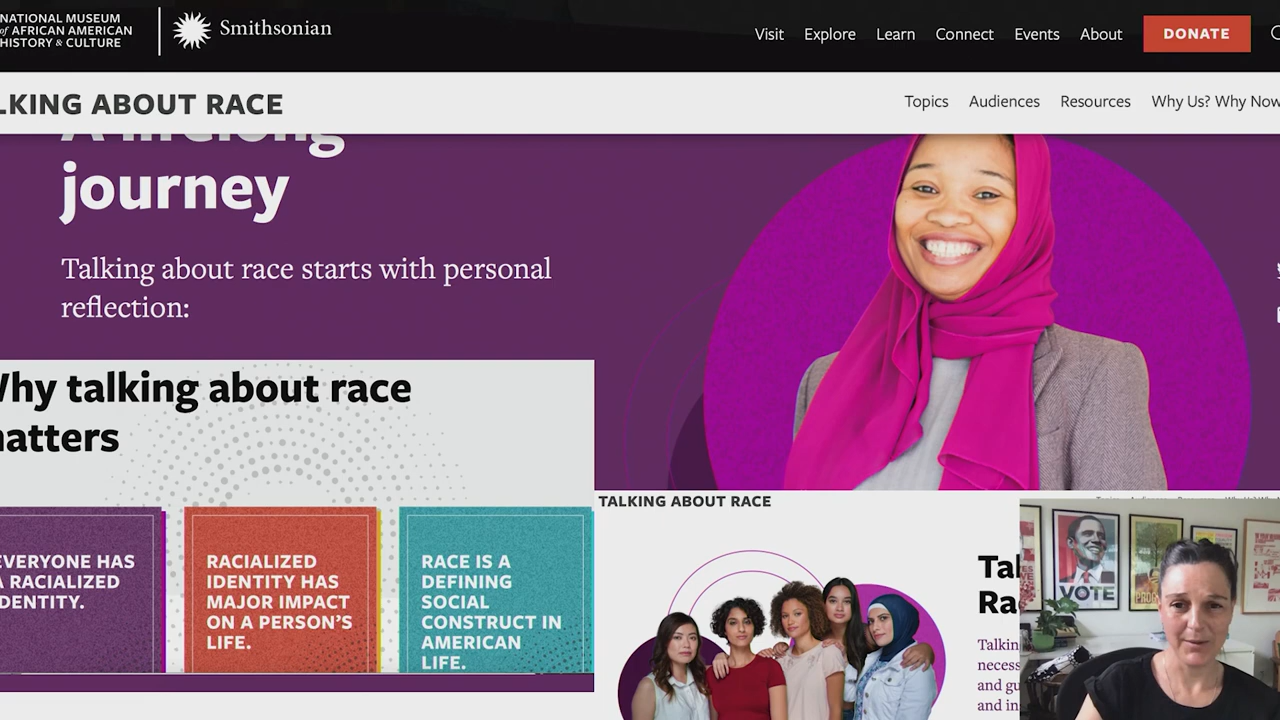 NATIONAL MUSEUM
of AFRICAN AMERICAN
HISTORY & CULTURE
Smithsonian
Visit Explore Learn Connect Events About DONATE
LKING ABOUT RACE
Topics Audiences Resources Why Us? Why Now
A lifelong
journey
Talking about race starts with personal
reflection:
Why talking about race
matters
EVERYONE HAS
A RACIALIZED
IDENTITY.
RACIALIZED
IDENTITY HAS
MAJOR IMPACT
ON A PERSON'S
LIFE.
RACE IS A
DEFINING
SOCIAL
CONSTRUCT IN
AMERICAN
LIFE.
TALKING ABOUT RACE
Tal
Ra
Talkin
necess
and gu
and in
VOTE